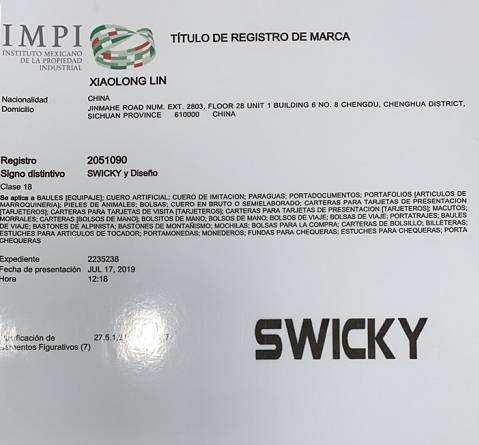 IMPI
INSTITUTO MEXICANO
DE LA PROPIEDAD
INDUSTRIAL
TÍTULO DE REGISTRO DE MARCA
XIAOLONG LIN
Nacionalidad CHINA
Domicilio JINMAHE ROAD NUM. EXT. 2803, FLOOR 28 UNIT 1 BUILDING 6 NO. 8 CHENGDU, CHENGHUA DISTRICT,
SICHUAN PROVINCE 610000 CHINA
Registro 2051090
Signo distintivo SWICKY y Diseño
Clase 18
Se aplica a BAULES [EQUIPAJE]; CUERO ARTIFICIAL; CUERO DE IMITACION; PARAGUAS; PORTADOCUMENTOS; PORTAFOLIOS [ARTICULOS DE
MARROQUINERIA]; PIELES DE ANIMALES; BOLSAS; CUERO EN BRUTO O SEMIELABORADO; CARTERAS PARA TARJETAS DE PRESENTACION
[TARJETEROS]; CARTERAS PARA TARJETAS DE VISITA [TARJETEROS]; CARTERAS PARA TARJETAS DE PRESENTACION [TARJETEROS]; MACUTOS;
MORRALES; CARTERAS [BOLSOS DE MANO]; BOLSITOS DE MANO; BOLSOS DE MANO; BOLSOS DE VIAJE; BOLSAS DE VIAJE; PORTATRAJES; BAULES
DE VIAJE; BASTONES DE ALPINISTA; BASTONES DE MONTAÑISMO; MOCHILAS; BOLSAS PARA LA COMPRA; CARTERAS DE BOLSILLO; BILLETERAS;
ESTUCHES PARA ARTICULOS DE TOCADOR; PORTAMONEDAS; MONEDEROS; FUNDAS PARA CHEQUERAS; ESTUCHES PARA CHEQUERAS; PORTA
CHEQUERAS
Expediente 2235238
Fecha de presentación JUL 17, 2019
Hora 12:18
de 27.5.1
Figurativos (7)
SWICKY